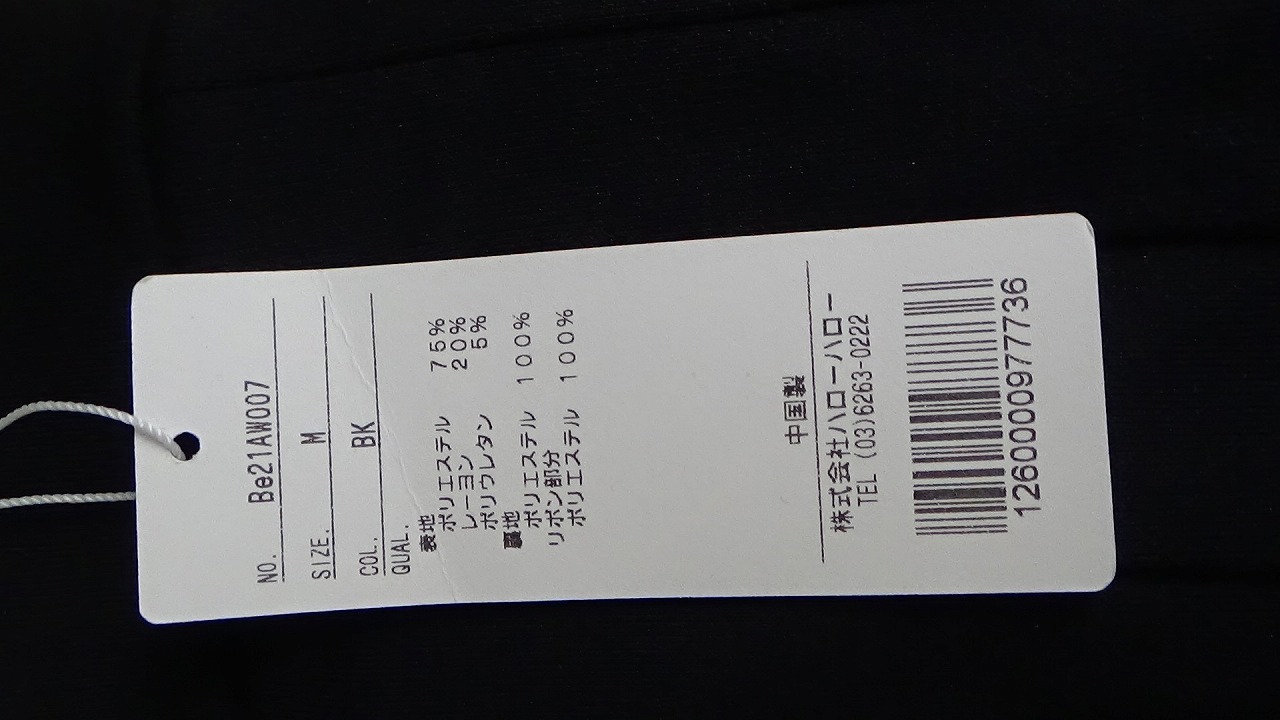 NO. Be21AW007
SIZE. M
COL. BK
QUAL.
表地
ポリエステル 75%
レーヨン 20%
ポリウレタン 5%
裏地
ポリエステル 100%
リボン部分
ポリエステル 100%
中国製
株式会社ハローハロー
TEL (03)6263-0222
1260000977736